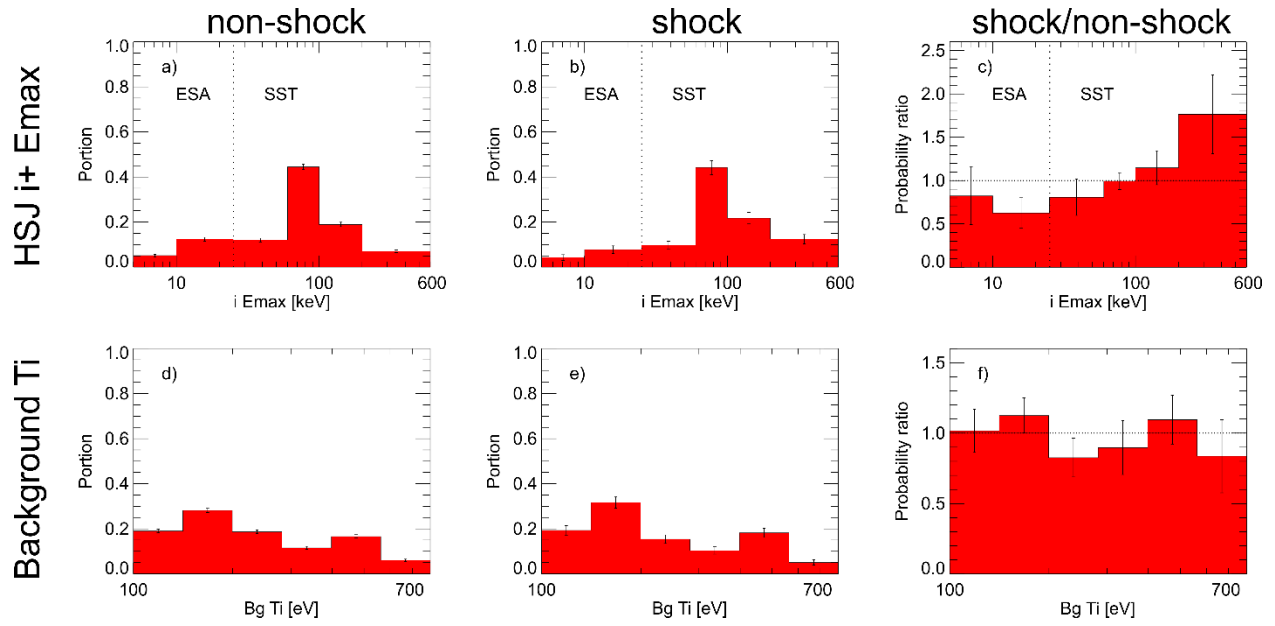 non-shock shock shock/non-shock
HSJ i+ Emax
a) ESA SST
Portion
1.0
0.8
0.6
0.4
0.2
0.0
10 100 600
i Emax [keV]
b) ESA SST
Portion
1.0
0.8
0.6
0.4
0.2
0.0
10 100 600
i Emax [keV]
c) ESA SST
Probability ratio
2.5
2.0
1.5
1.0
0.5
0.0
10 100 600
i Emax [keV]
Background Ti
d)
Portion
1.0
0.8
0.6
0.4
0.2
0.0
100 700
Bg Ti [eV]
e)
Portion
1.0
0.8
0.6
0.4
0.2
0.0
100 700
Bg Ti [eV]
f)
Probability ratio
1.5
1.0
0.5
0.0
100 700
Bg Ti [eV]